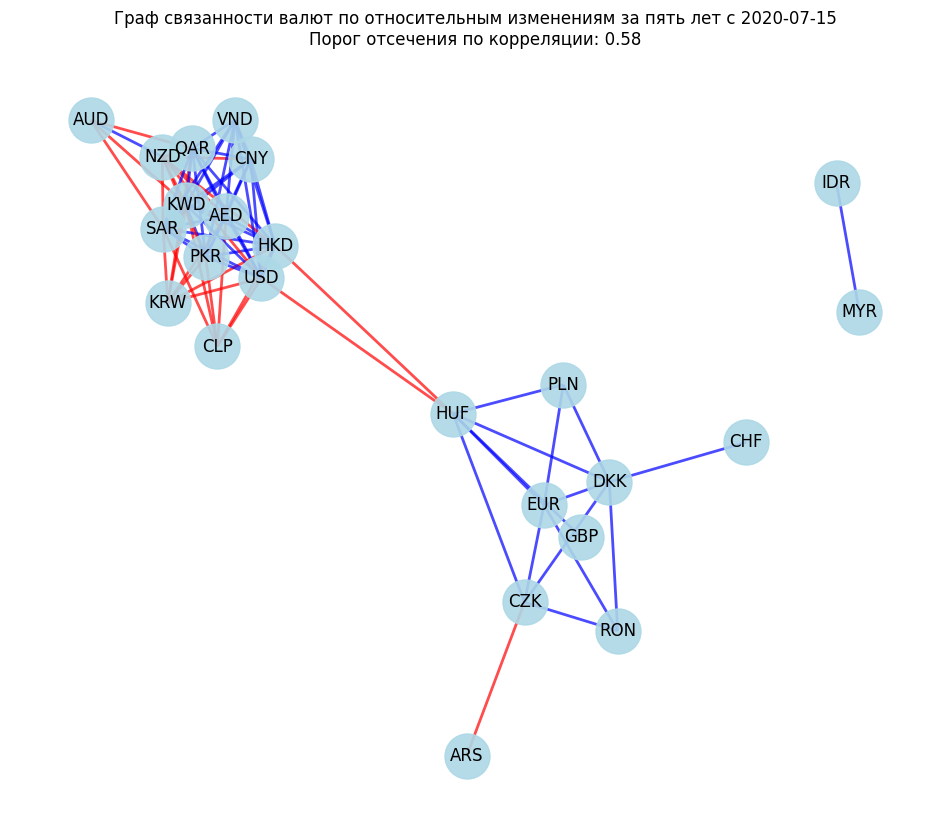 Граф связанности валют по относительным изменениям за пять лет с 2020-07-15
Порог отсечения по корреляции: 0.58
AUD
VND
QAR
NZD
CNY
IDR
KWD
AED
SAR
HKD
PKR
USD
KRW
MYR
CLP
PLN
HUF
CHF
DKK
EUR
GBP
CZK
RON
ARS